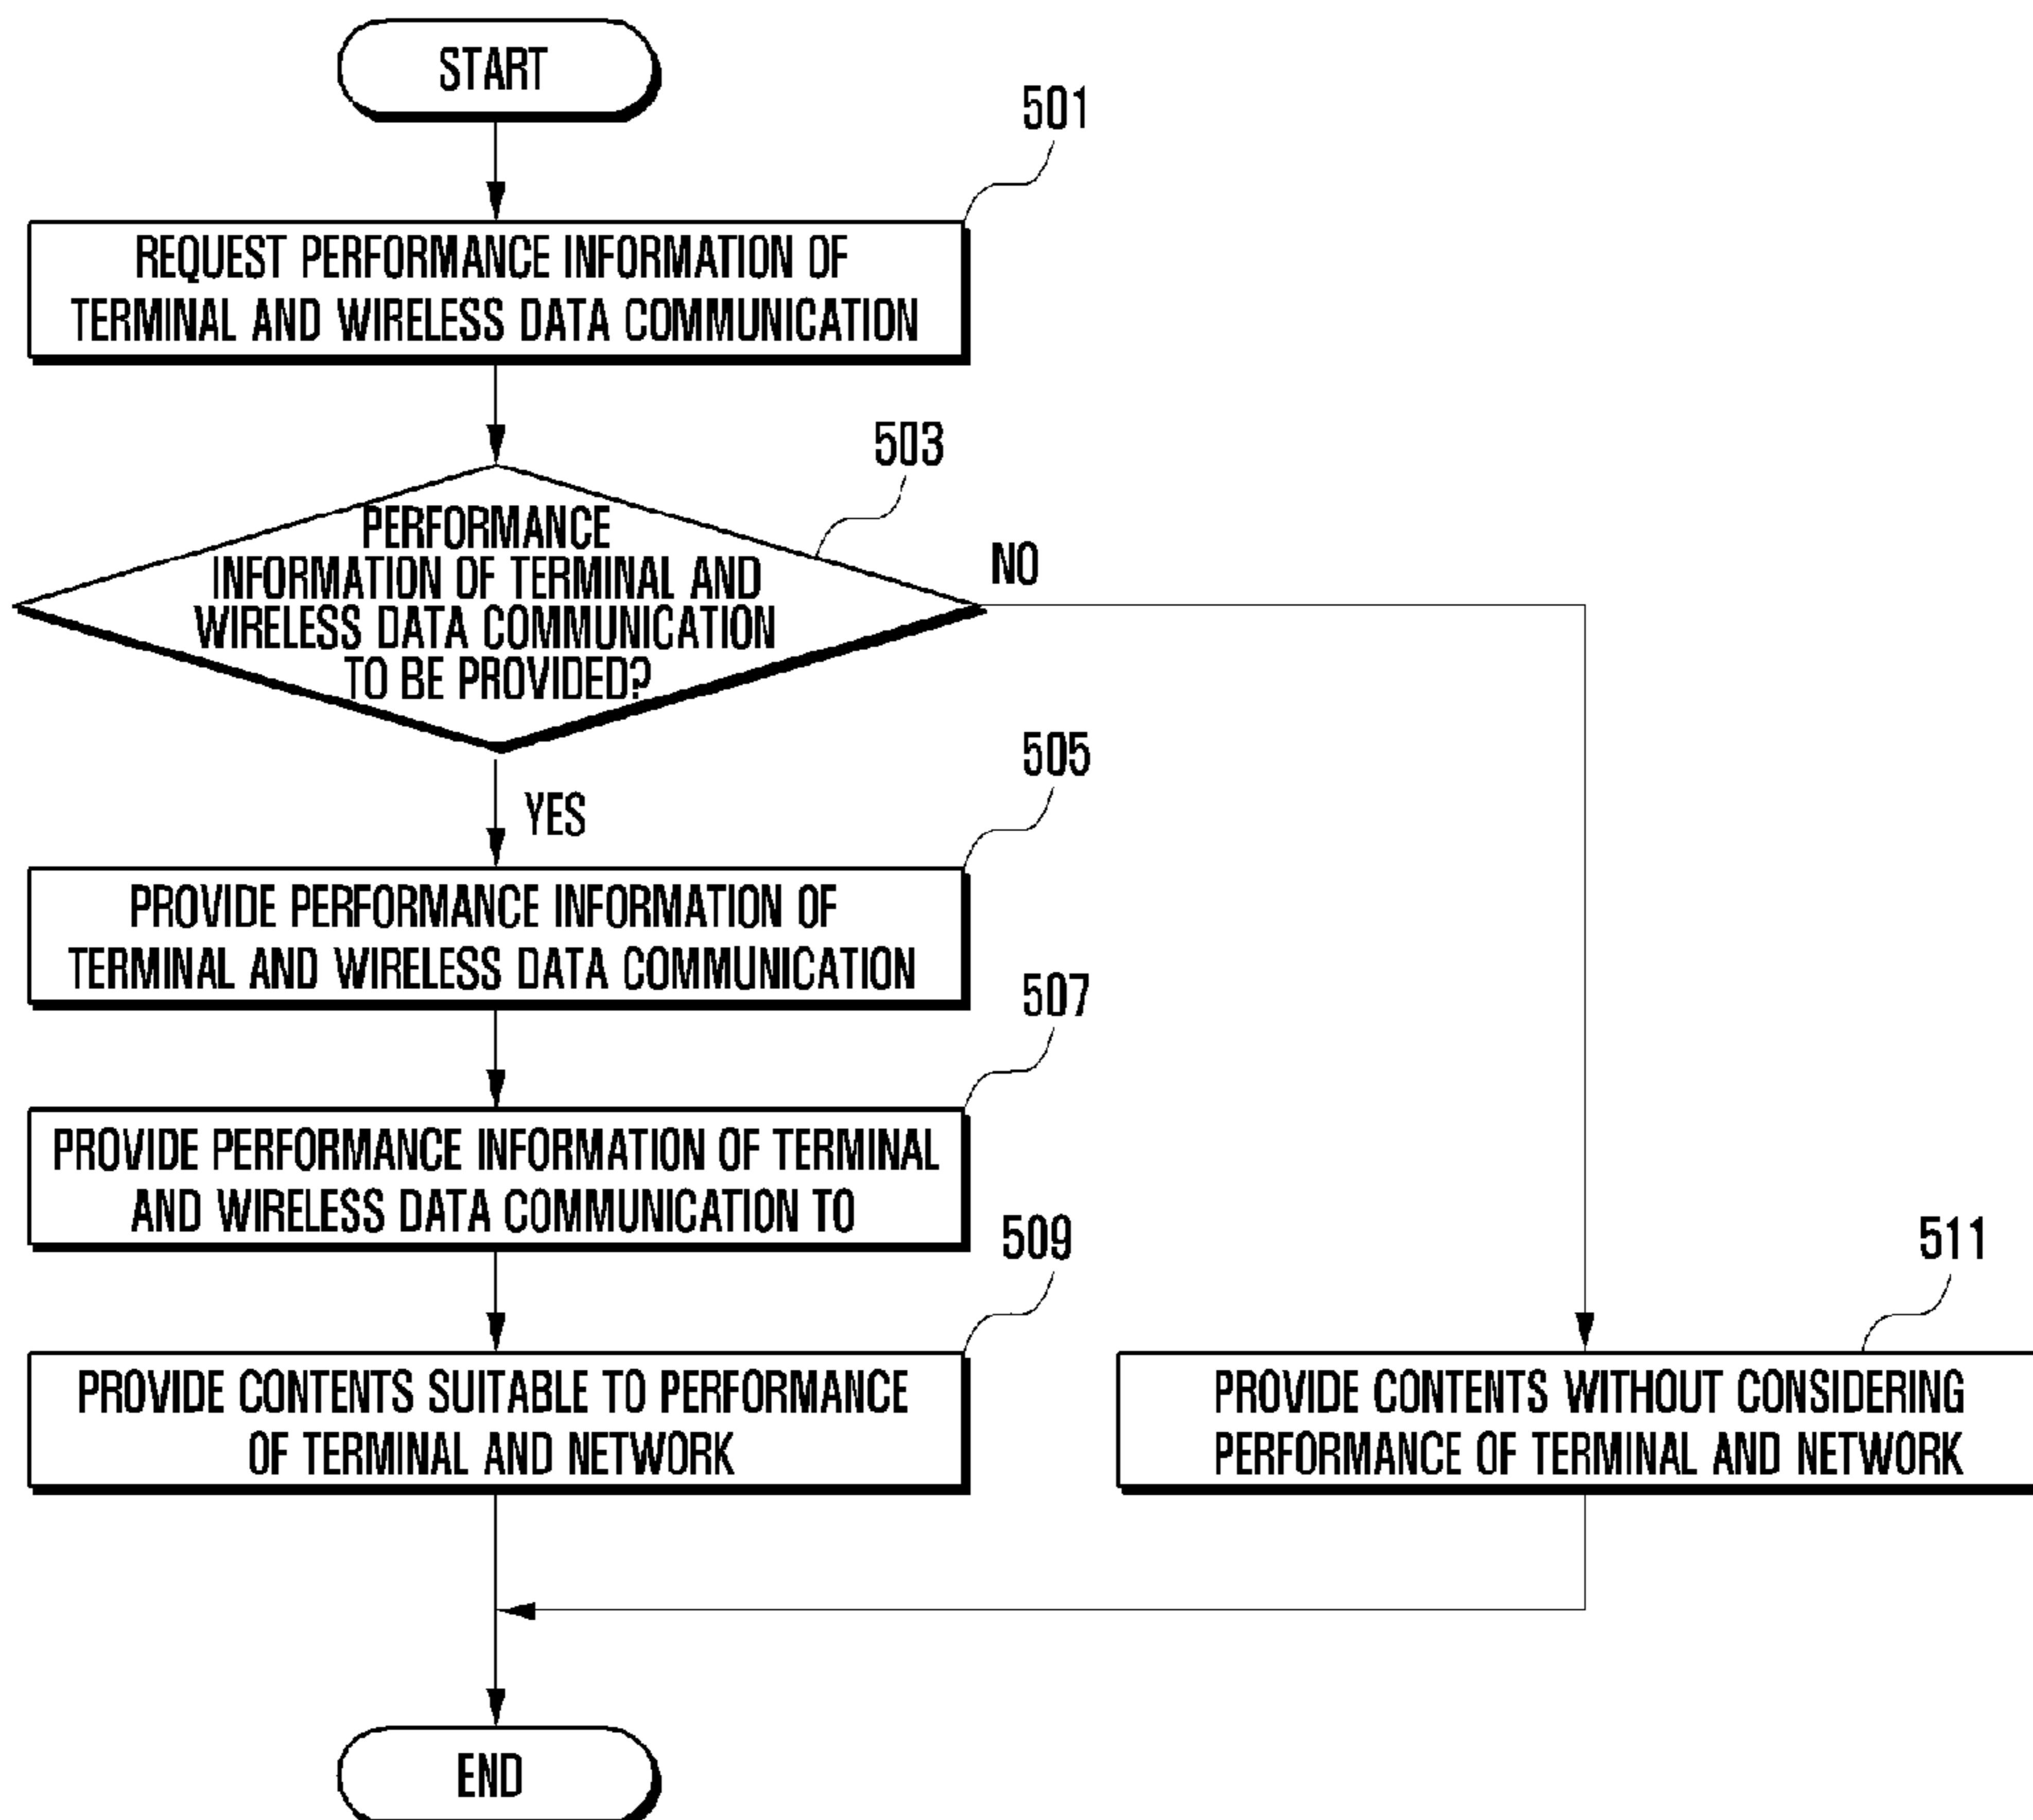 START
501
REQUEST PERFORMANCE INFORMATION OF
TERMINAL AND WIRELESS DATA COMMUNICATION
503
PERFORMANCE
INFORMATION OF TERMINAL AND
WIRELESS DATA COMMUNICATION
TO BE PROVIDED?
NO
YES
505
PROVIDE PERFORMANCE INFORMATION OF
TERMINAL AND WIRELESS DATA COMMUNICATION
507
PROVIDE PERFORMANCE INFORMATION OF TERMINAL
AND WIRELESS DATA COMMUNICATION TO
509
PROVIDE CONTENTS SUITABLE TO PERFORMANCE
OF TERMINAL AND NETWORK
511
PROVIDE CONTENTS WITHOUT CONSIDERING
PERFORMANCE OF TERMINAL AND NETWORK
END